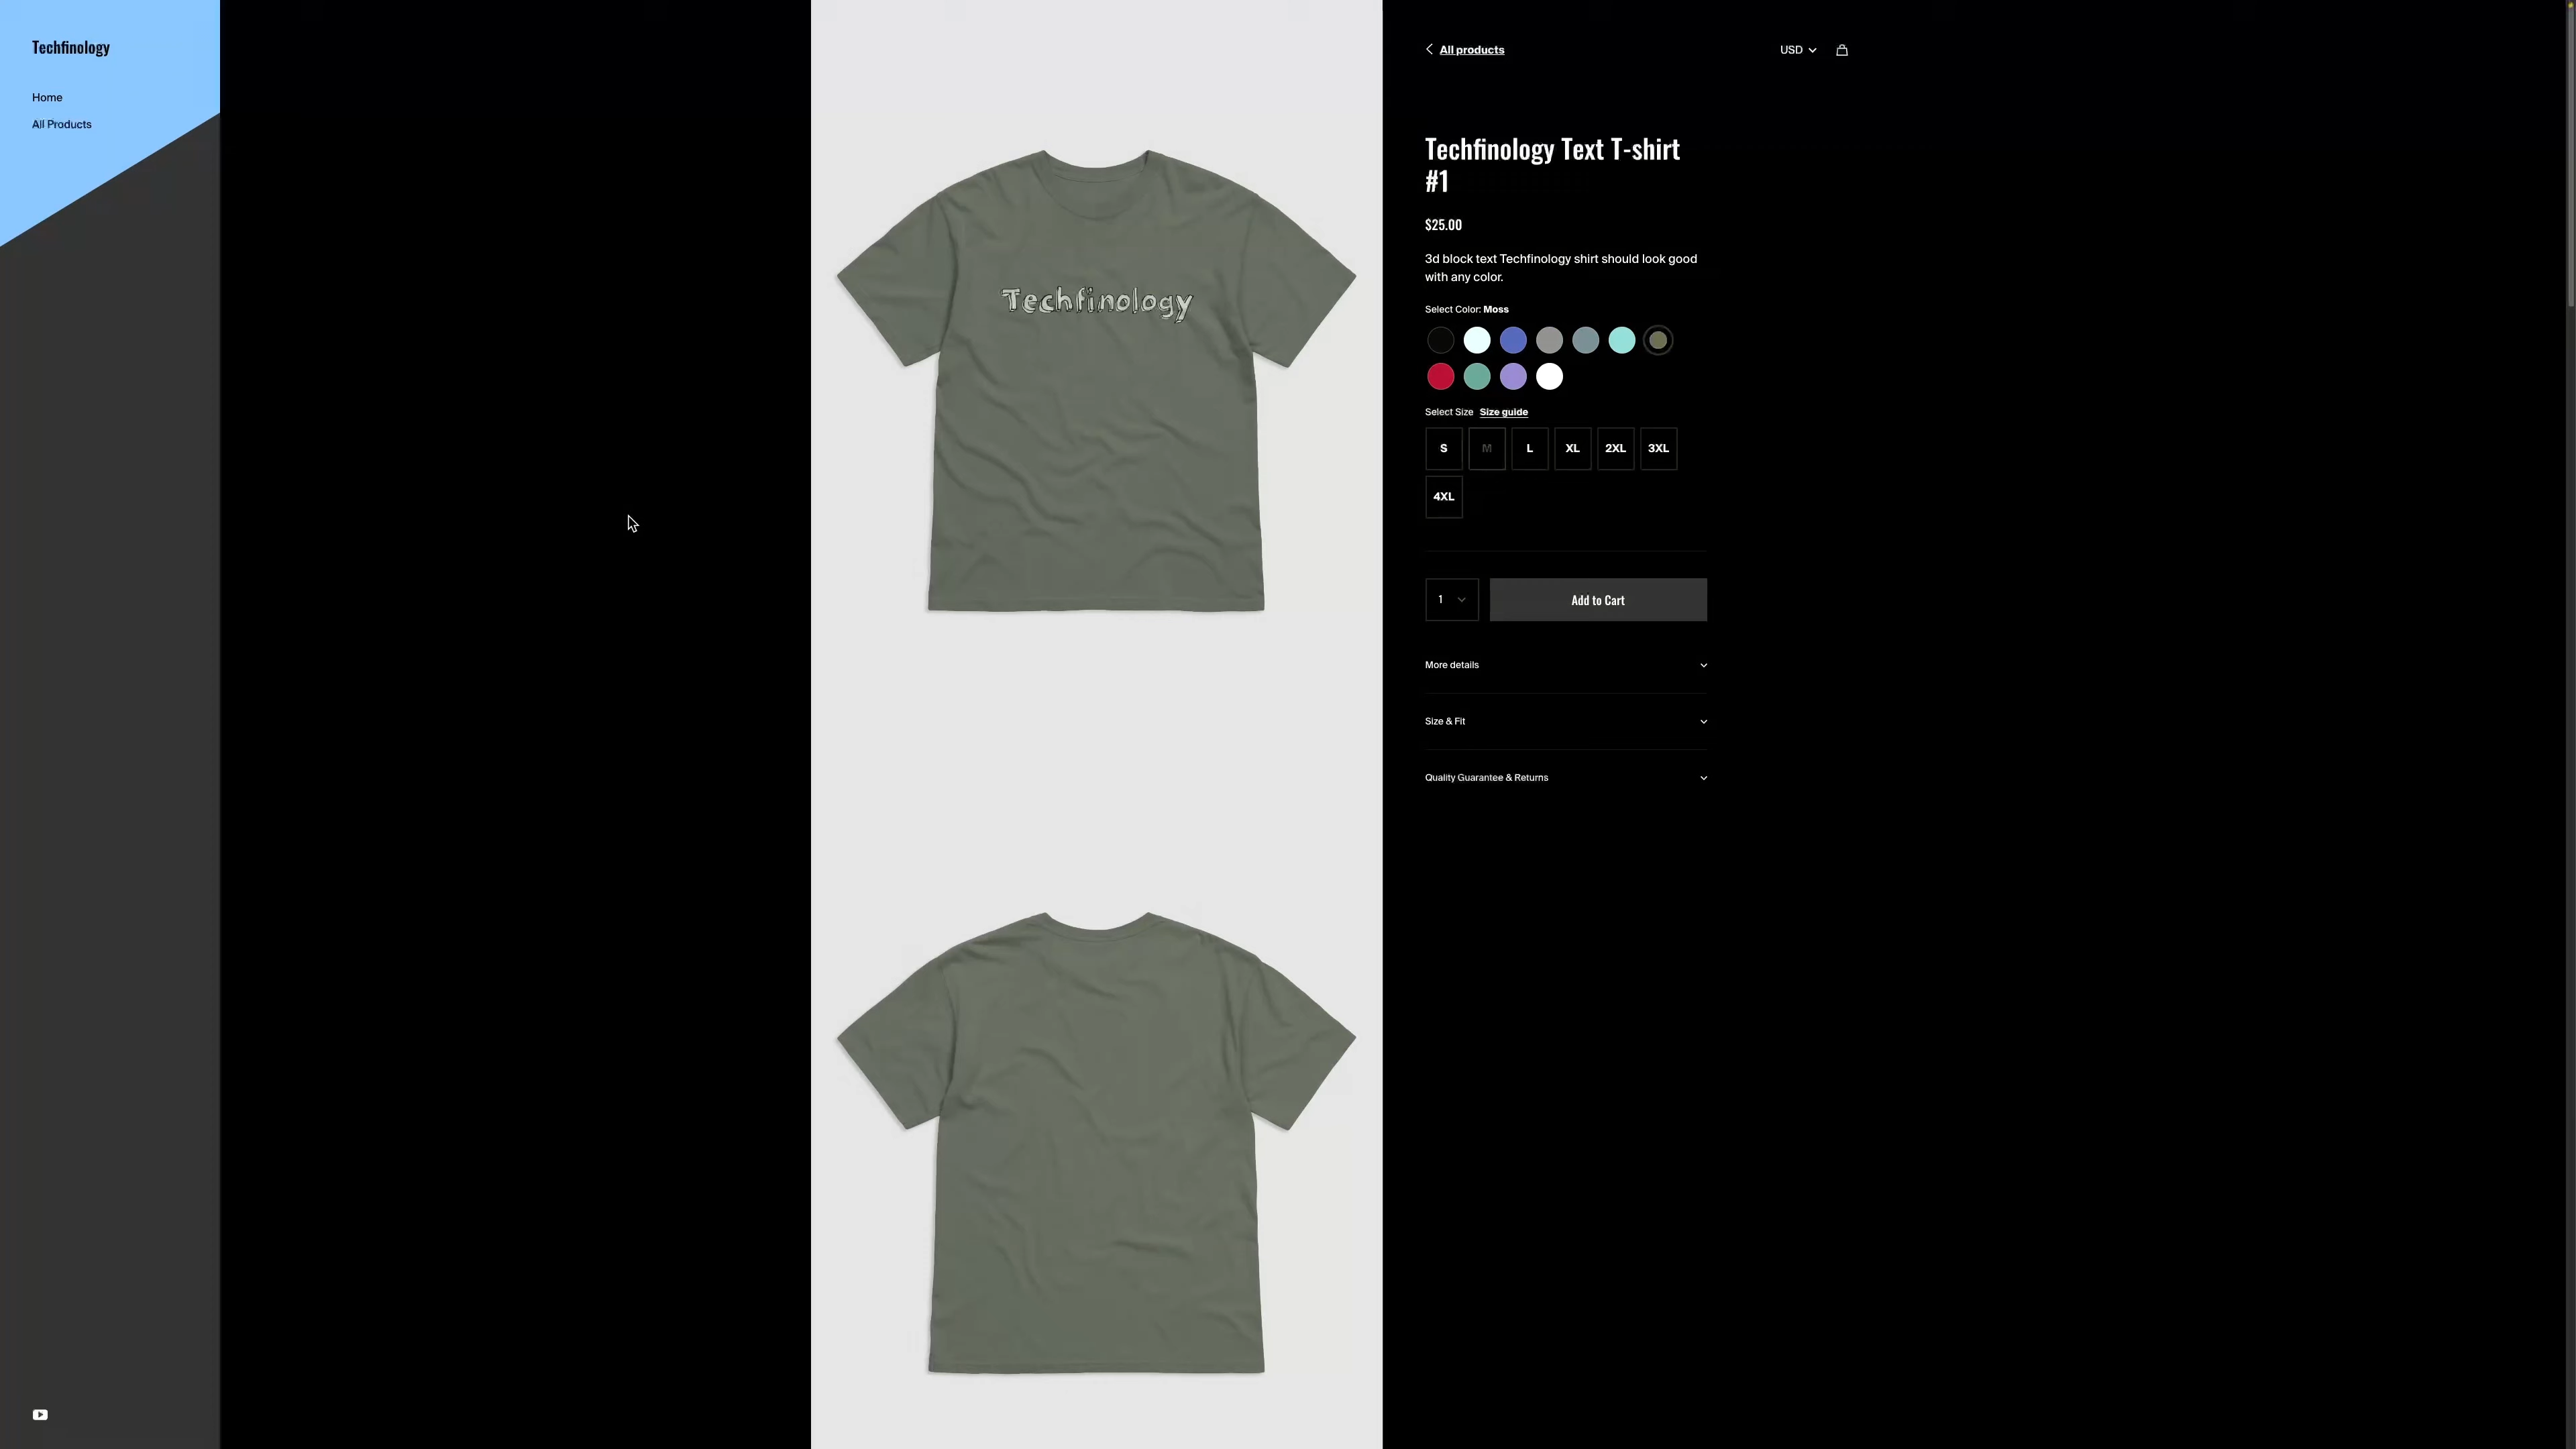 Techfinology
Home
All Products
Techfinology
All products
USD
Techfinology Text T-shirt
#1
$25.00
3d block text Techfinology shirt should look good
with any color.
Select Color: Moss
Select Size Size guide
S M L XL 2XL 3XL
4XL
1 Add to Cart
More details
Size & Fit
Quality Guarantee & Returns